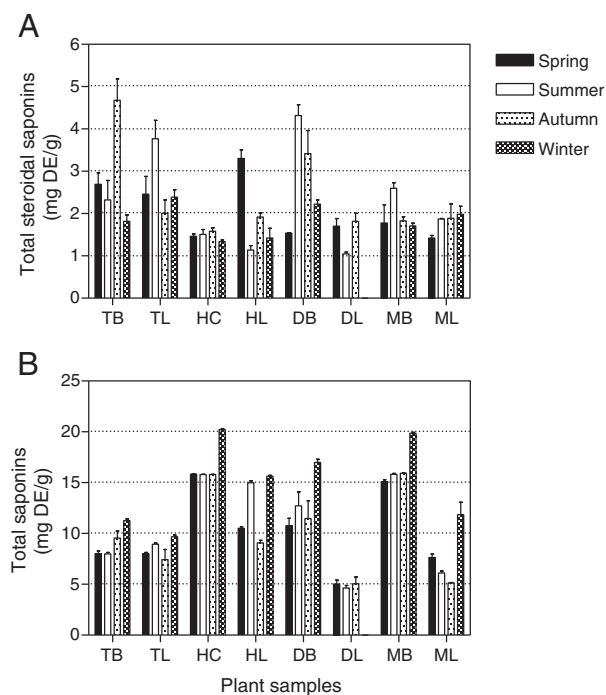 A
Total steroidal saponins
(mg DE/g)
6
5
4
3
2
1
0
TB TL HC HL DB DL MB ML
Spring
Summer
Autumn
Winter
B
Total saponins
(mg DE/g)
25
20
15
10
5
0
TB TL HC HL DB DL MB ML
Plant samples